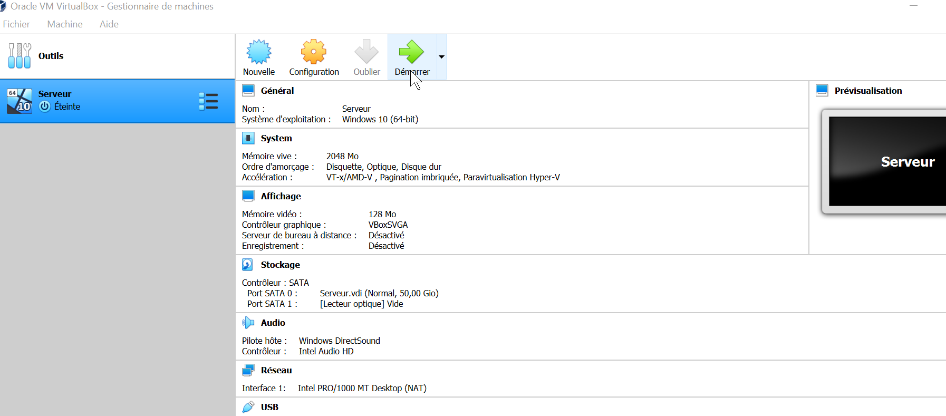 Oracle VM VirtualBox - Gestionnaire de machines
Fichier Machine Aide
Outils
Nouvelle Configuration Oublier Démarrer
64 10 Serveur
Éteinte
Général
Nom : Serveur
Système d'exploitation : Windows 10 (64-bit)
System
Mémoire vive : 2048 Mo
Ordre d'amorçage : Disquette, Optique, Disque dur
Accélération : VT-x/AMD-V , Pagination imbriquée, Paravirtualisation Hyper-V
Affichage
Mémoire vidéo : 128 Mo
Contrôleur graphique : VBoxSVGA
Serveur de bureau à distance : Désactivé
Enregistrement : Désactivé
Stockage
Contrôleur : SATA
Port SATA 0 : Serveur.vdi (Normal, 50,00 Gio)
Port SATA 1 : [Lecteur optique] Vide
Audio
Pilote hôte : Windows DirectSound
Contrôleur : Intel Audio HD
Réseau
Interface 1: Intel PRO/1000 MT Desktop (NAT)
USB
Prévisualisation
Serveur